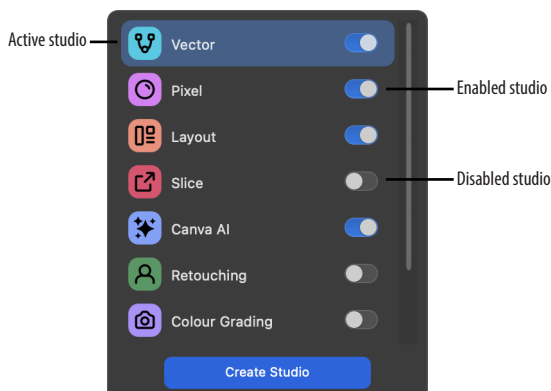 Active studio
Vector
Pixel
Enabled studio
Layout
Slice
Disabled studio
Canva AI
Retouching
Colour Grading
Create Studio